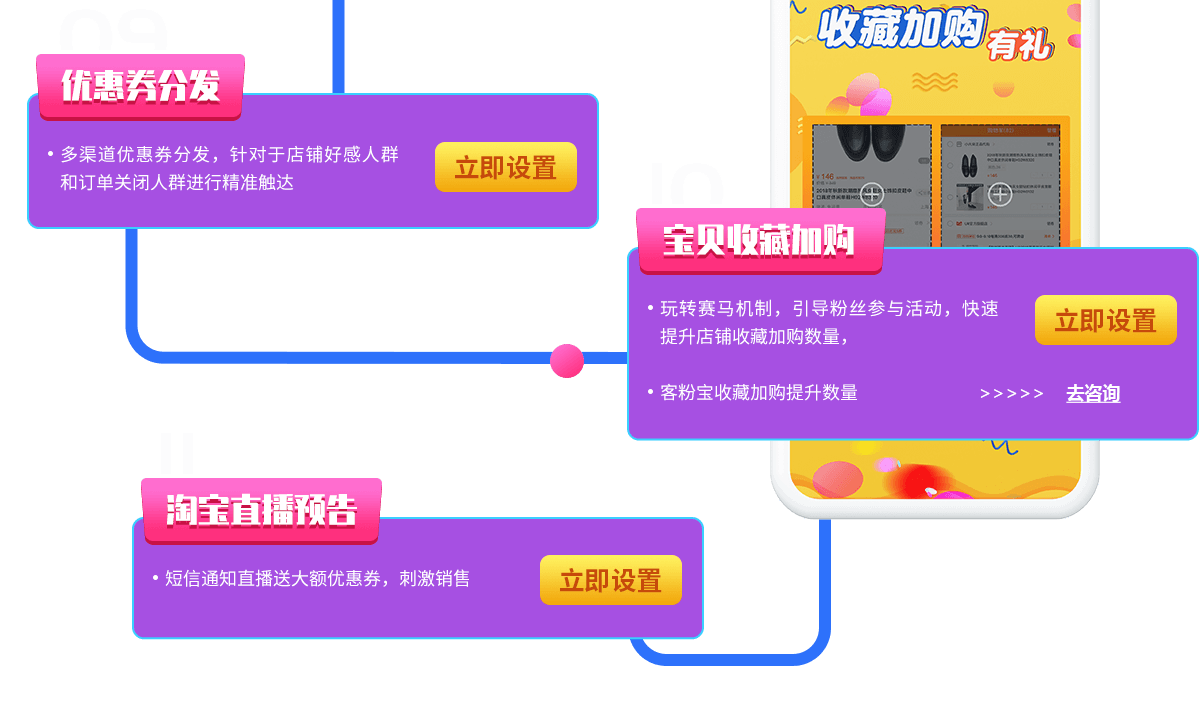 09
收藏加购
有礼
优惠券分发
• 多渠道优惠券分发，针对于店铺好感人群
和订单关闭人群进行精准触达
立即设置
10
146
宝贝收藏加购
• 玩转赛马机制，引导粉丝参与活动，快速
提升店铺收藏加购数量，
立即设置
• 客粉宝收藏加购提升数量
>>>>> 去咨询
11
淘宝直播预告
• 短信通知直播送大额优惠券，刺激销售
立即设置